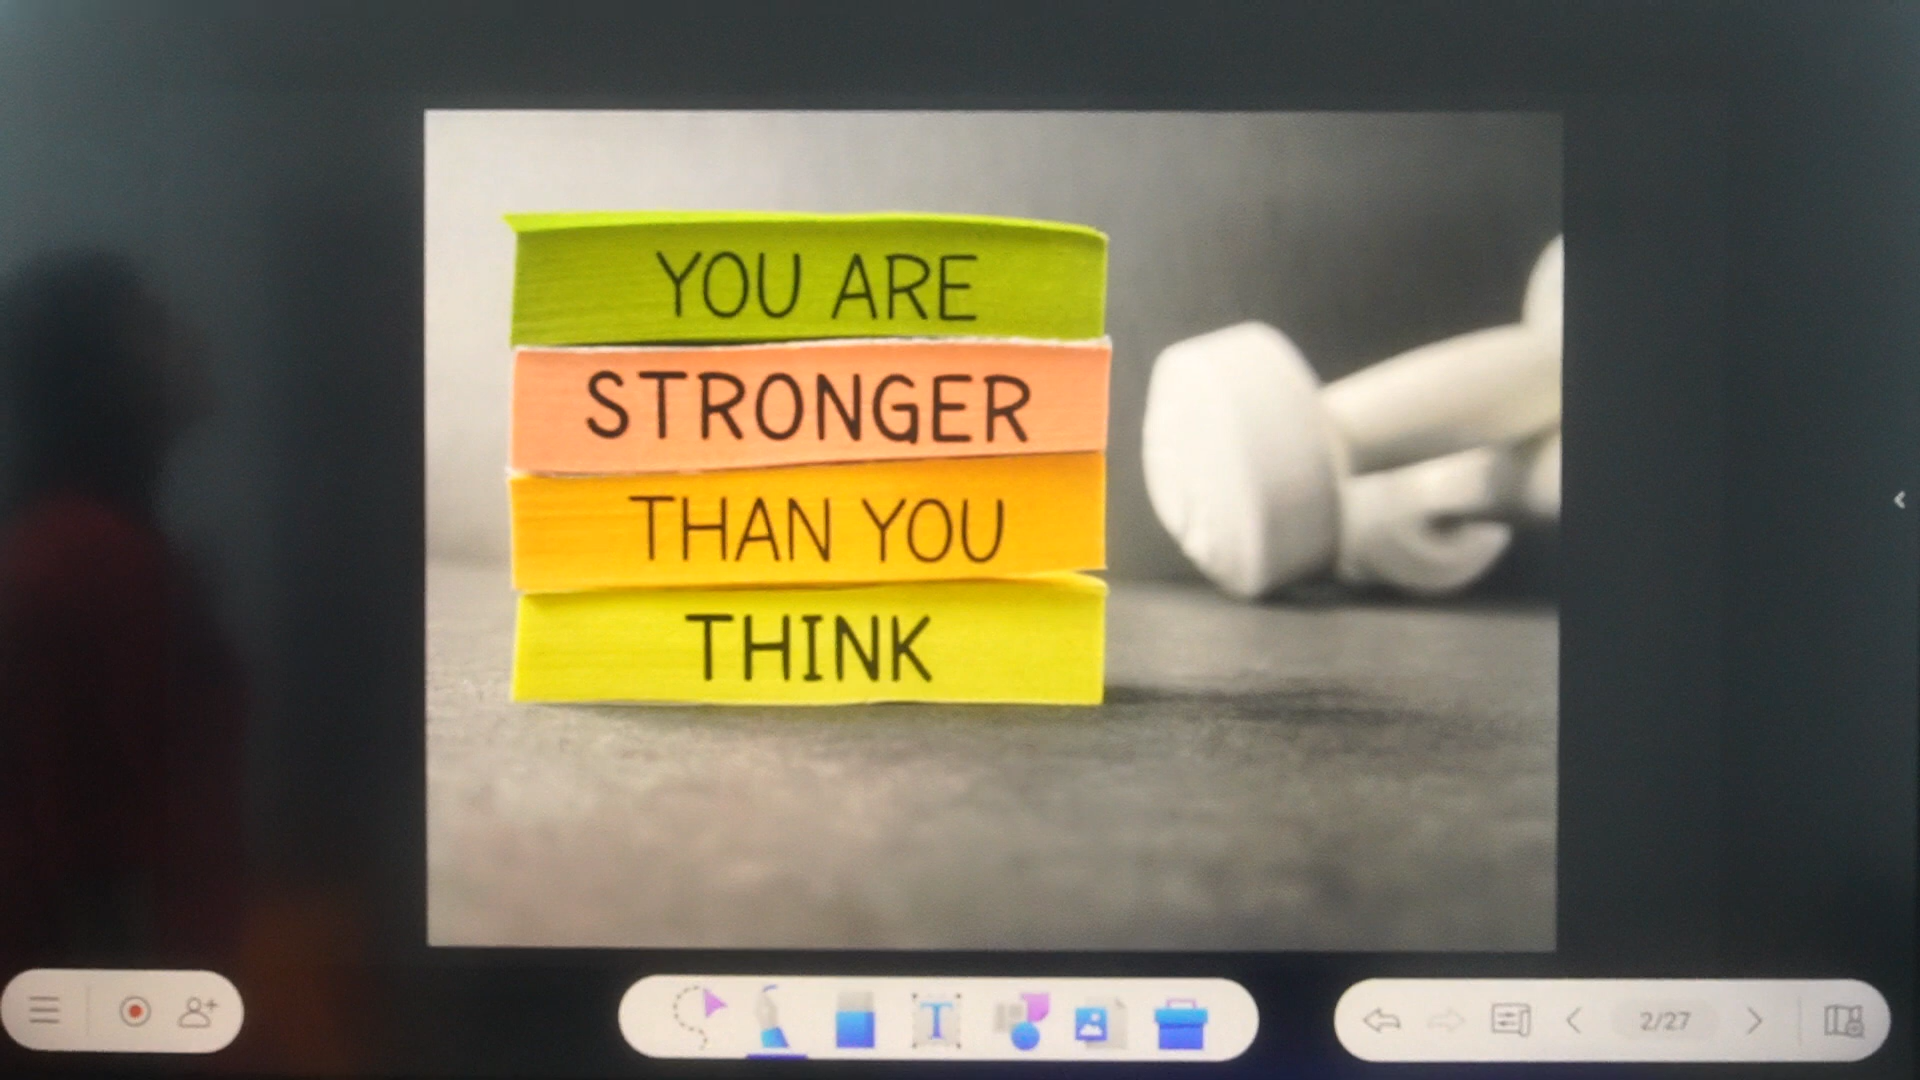 YOU ARE
STRONGER
THAN YOU
THINK
T
2/27